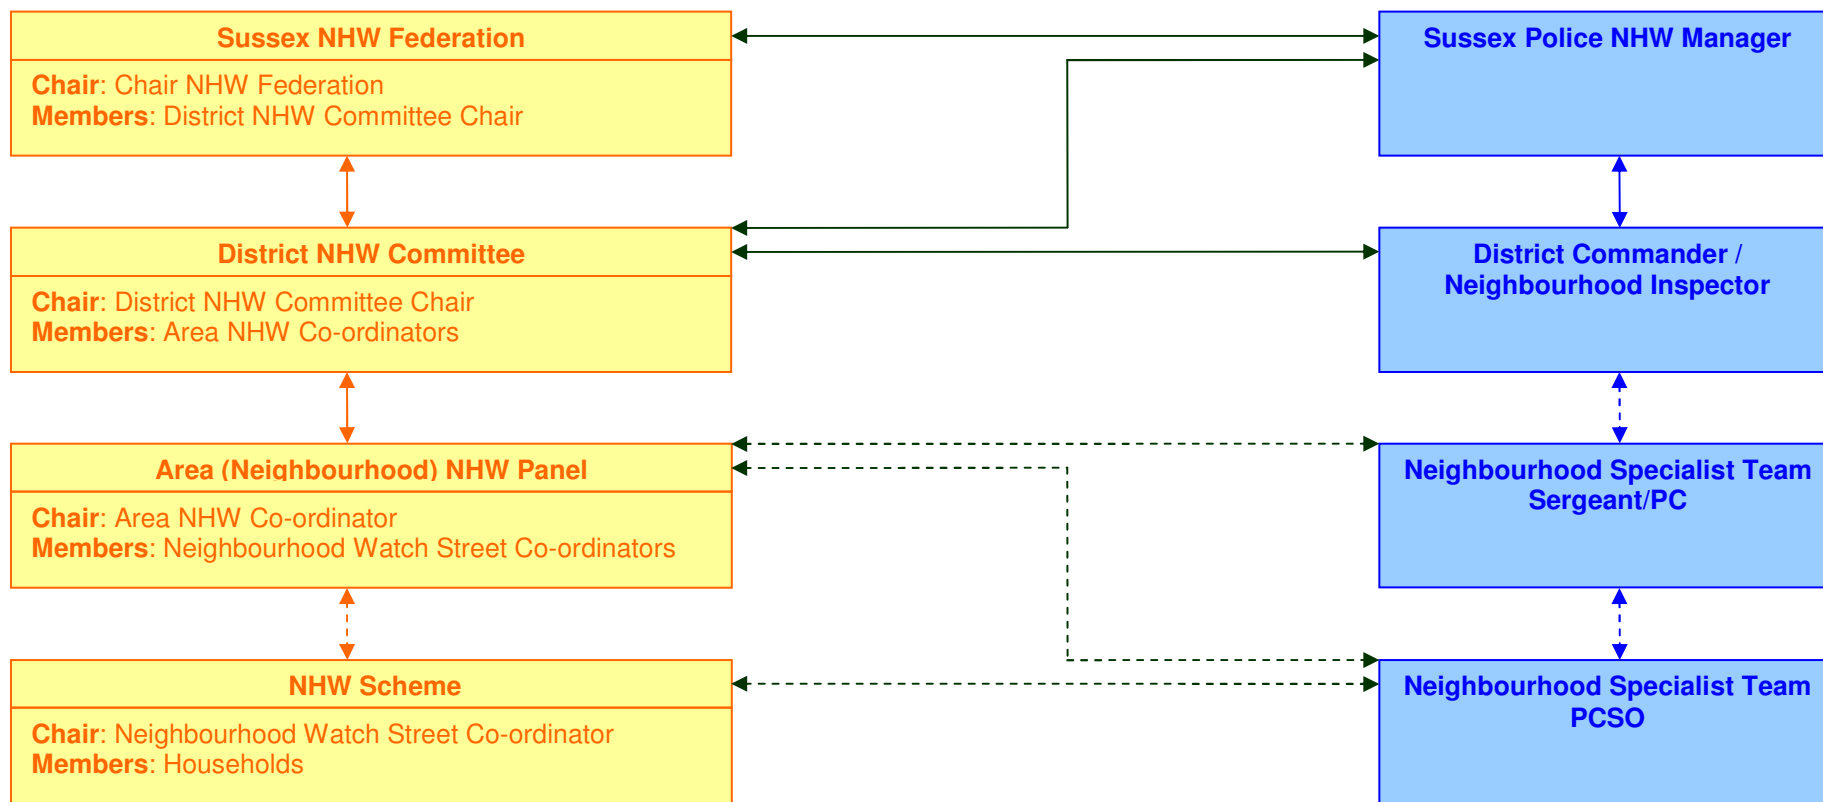 Sussex NHW Federation
Chair: Chair NHW Federation
Members: District NHW Committee Chair
Sussex Police NHW Manager
District NHW Committee
Chair: District NHW Committee Chair
Members: Area NHW Co-ordinators
District Commander /
Neighbourhood Inspector
Area (Neighbourhood) NHW Panel
Chair: Area NHW Co-ordinator
Members: Neighbourhood Watch Street Co-ordinators
Neighbourhood Specialist Team
Sergeant/PC
NHW Scheme
Chair: Neighbourhood Watch Street Co-ordinator
Members: Households
Neighbourhood Specialist Team
PCSO